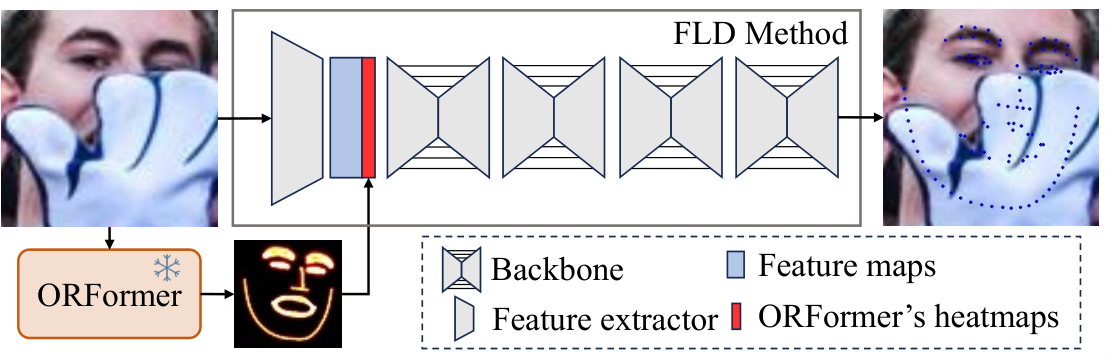 FLD Method
ORFormer
Backbone
Feature maps
Feature extractor
ORFormer's heatmaps